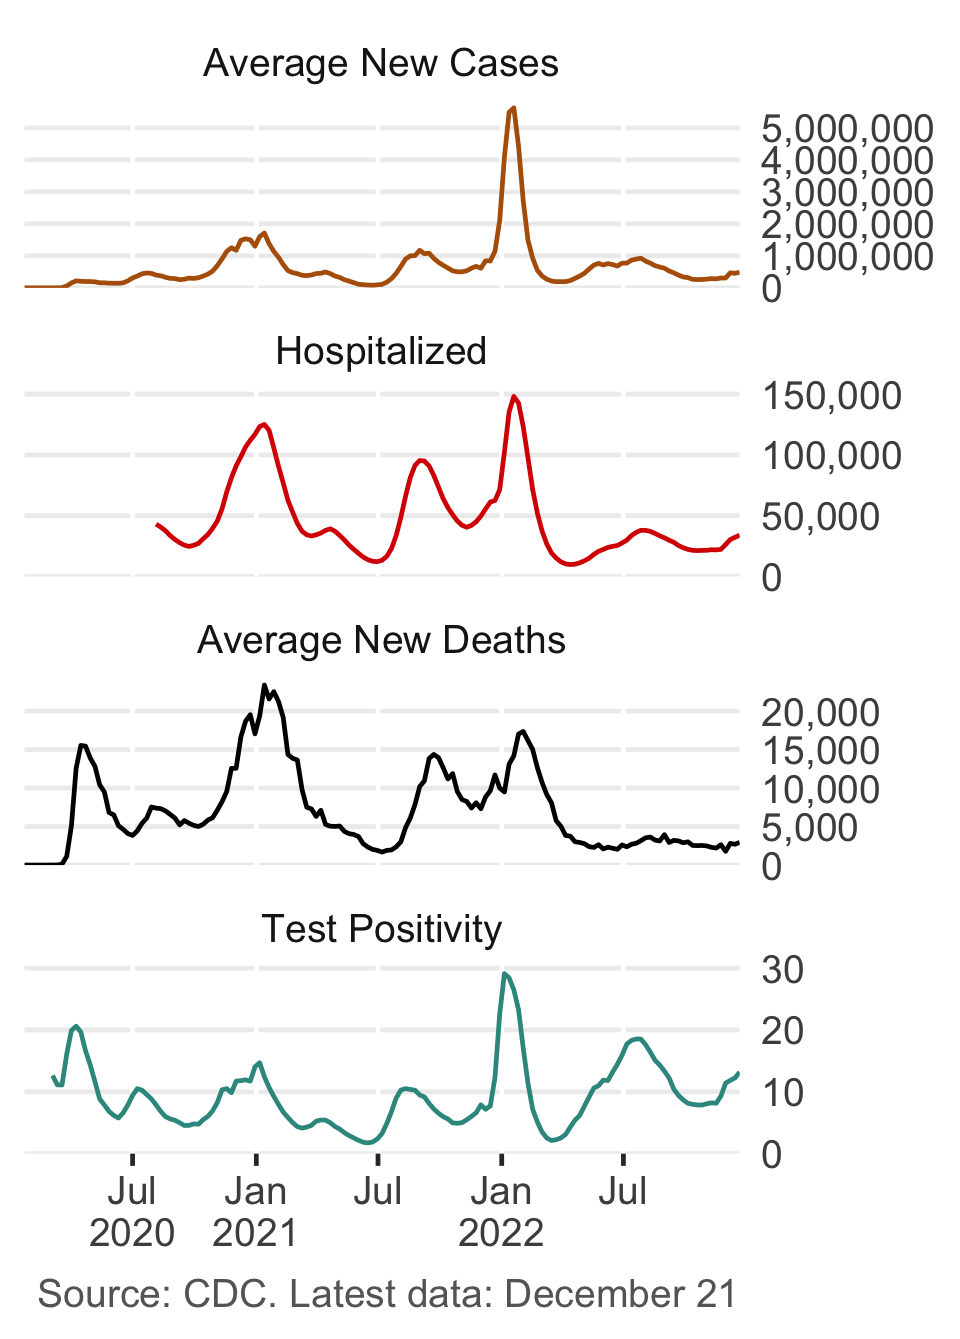 Average New Cases
5,000,000
4,000,000
3,000,000
2,000,000
1,000,000
0
Hospitalized
150,000
100,000
50,000
0
Average New Deaths
20,000
15,000
10,000
5,000
0
Test Positivity
30
20
10
0
Jul Jan Jul Jan Jul
2020 2021 2022
Source: CDC. Latest data: December 21